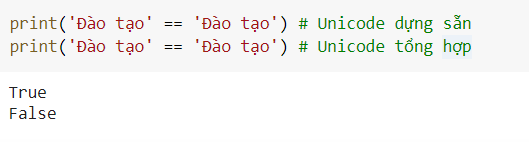 print('Đào tạo' == 'Đào tạo') # Unicode dựng sẵn
print('Đào tạo' == 'Đào tạo') # Unicode tổng hợp
True
False